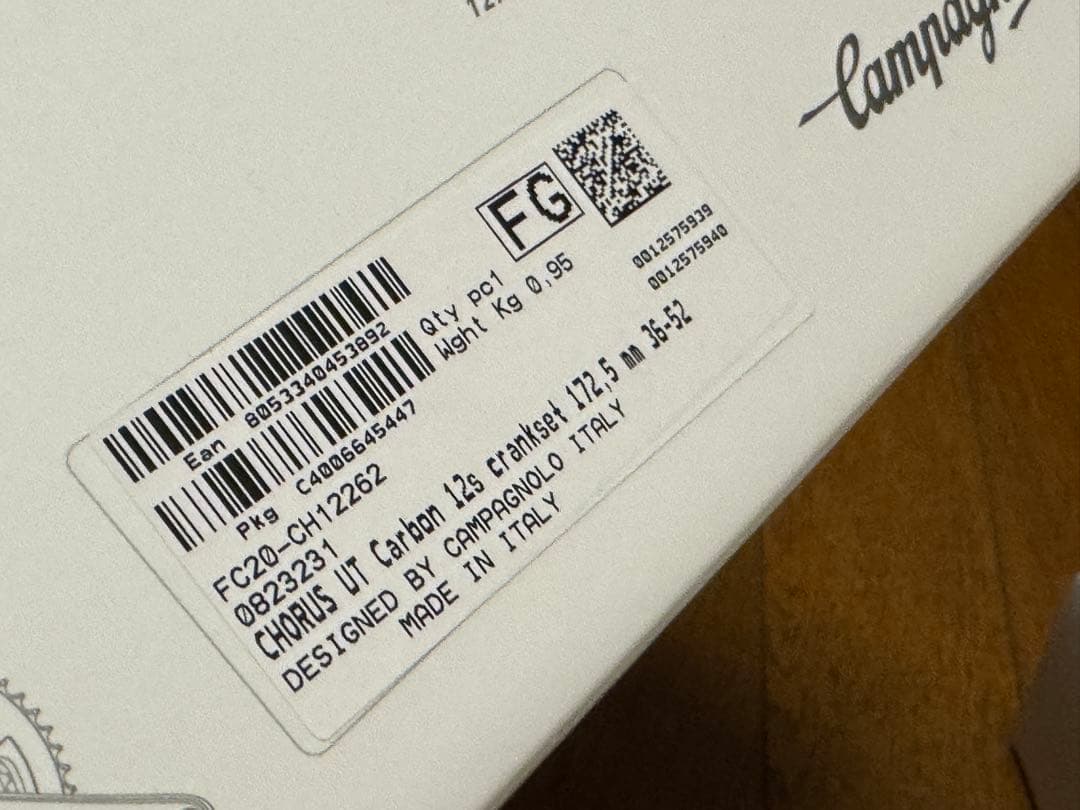 Campagn
FG
Qty pc1
Wght Kg 0,95
0012575939
0012575940
Ean 8053340453892
Pkg C4006645447
FC20-CH12262
0823231
CHORUS UT Carbon 12s crankset 172,5 mm 36-52
DESIGNED BY CAMPAGNOLO ITALY
MADE IN ITALY